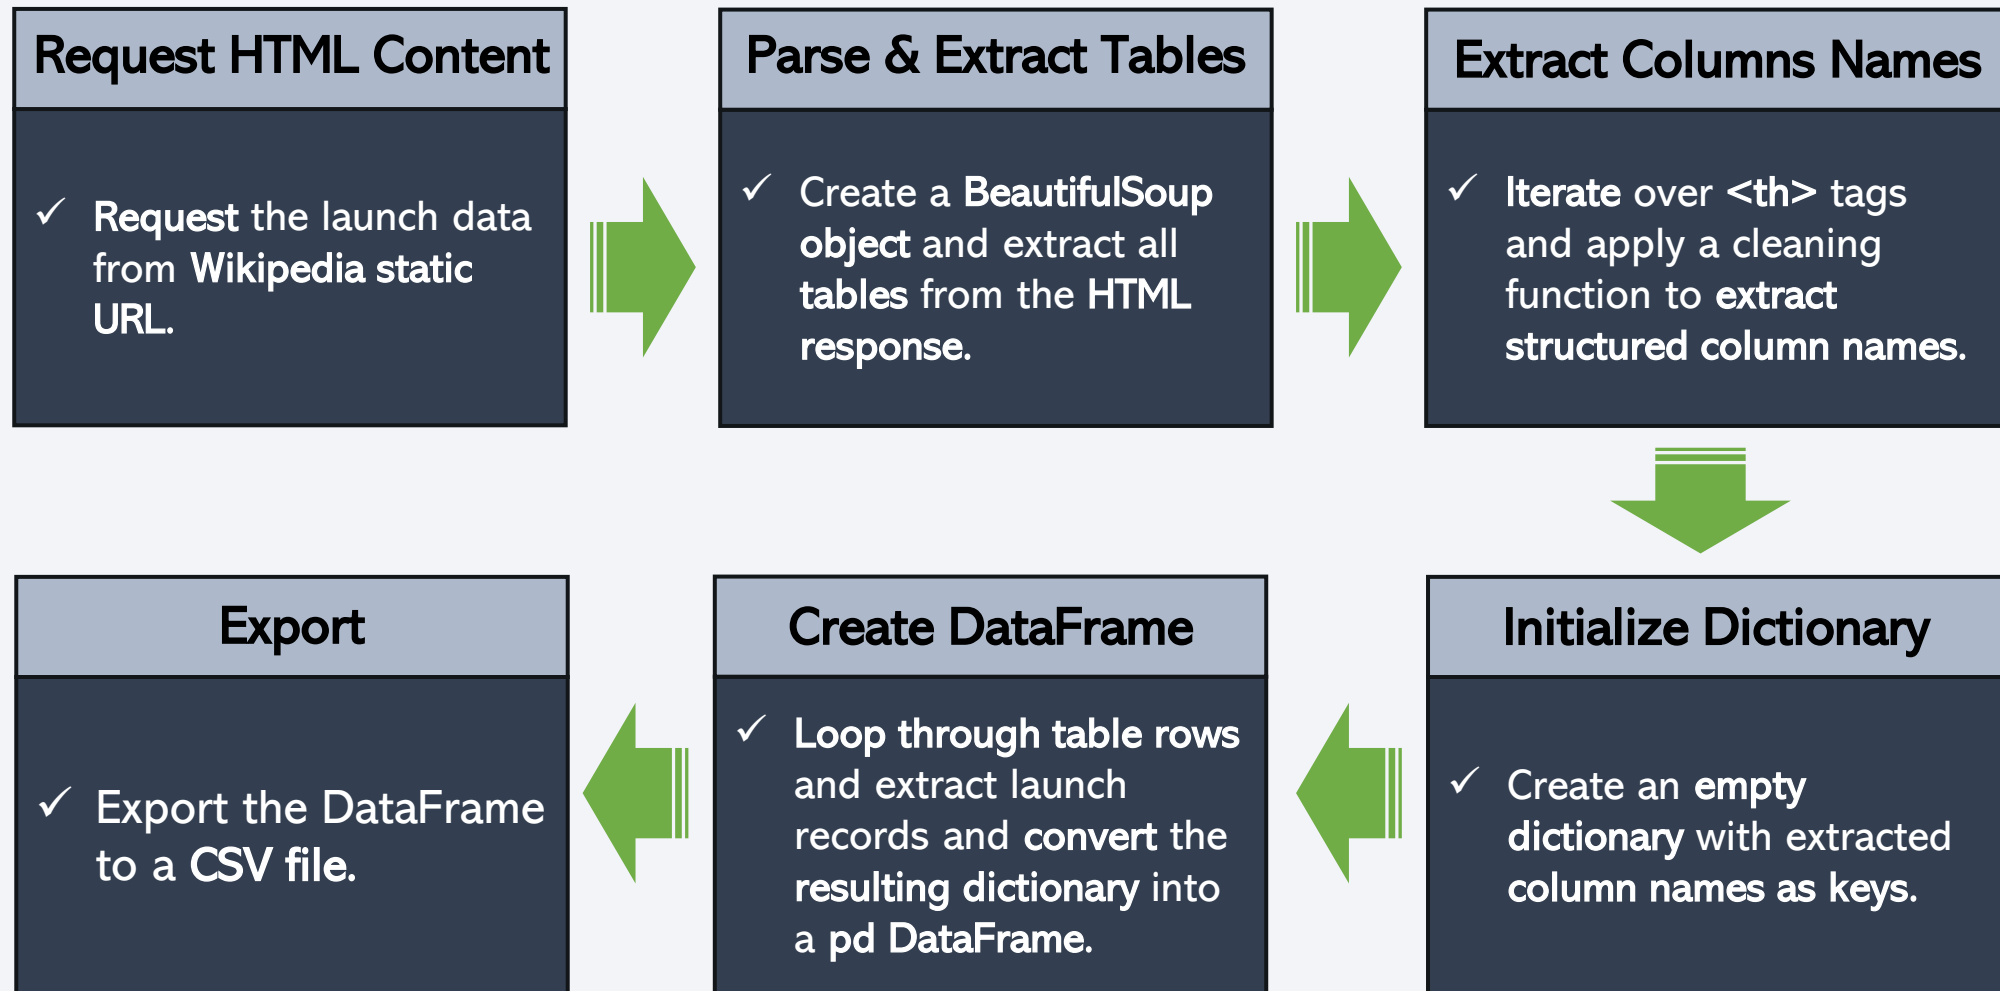 Request HTML Content
✓ Request the launch data
from Wikipedia static
URL.
Parse & Extract Tables
✓ Create a BeautifulSoup
object and extract all
tables from the HTML
response.
Extract Columns Names
✓ Iterate over <th> tags
and apply a cleaning
function to extract
structured column names.
Initialize Dictionary
✓ Create an empty
dictionary with extracted
column names as keys.
Create DataFrame
✓ Loop through table rows
and extract launch
records and convert the
resulting dictionary into
a pd DataFrame.
Export
✓ Export the DataFrame
to a CSV file.